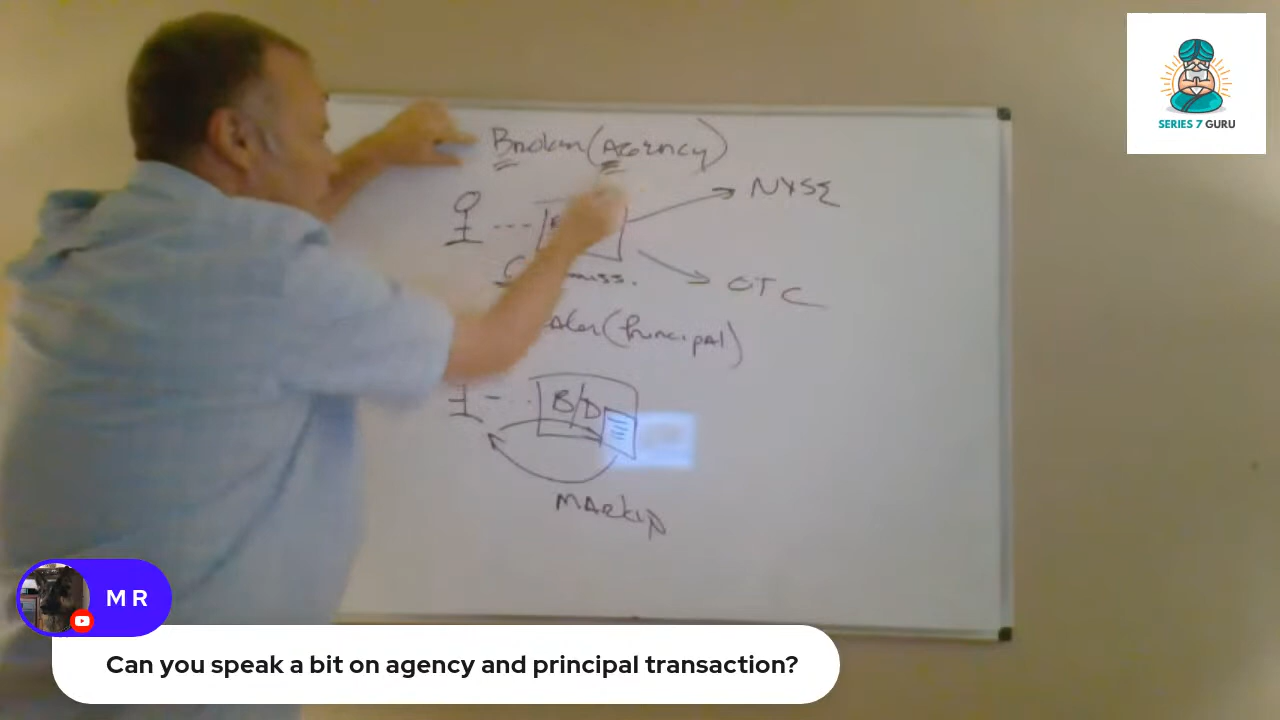 SERIES 7 GURU
Broker (Agency)
NYSE
OTC
(Principal)
B/D
MARKUP
M R
Can you speak a bit on agency and principal transaction?